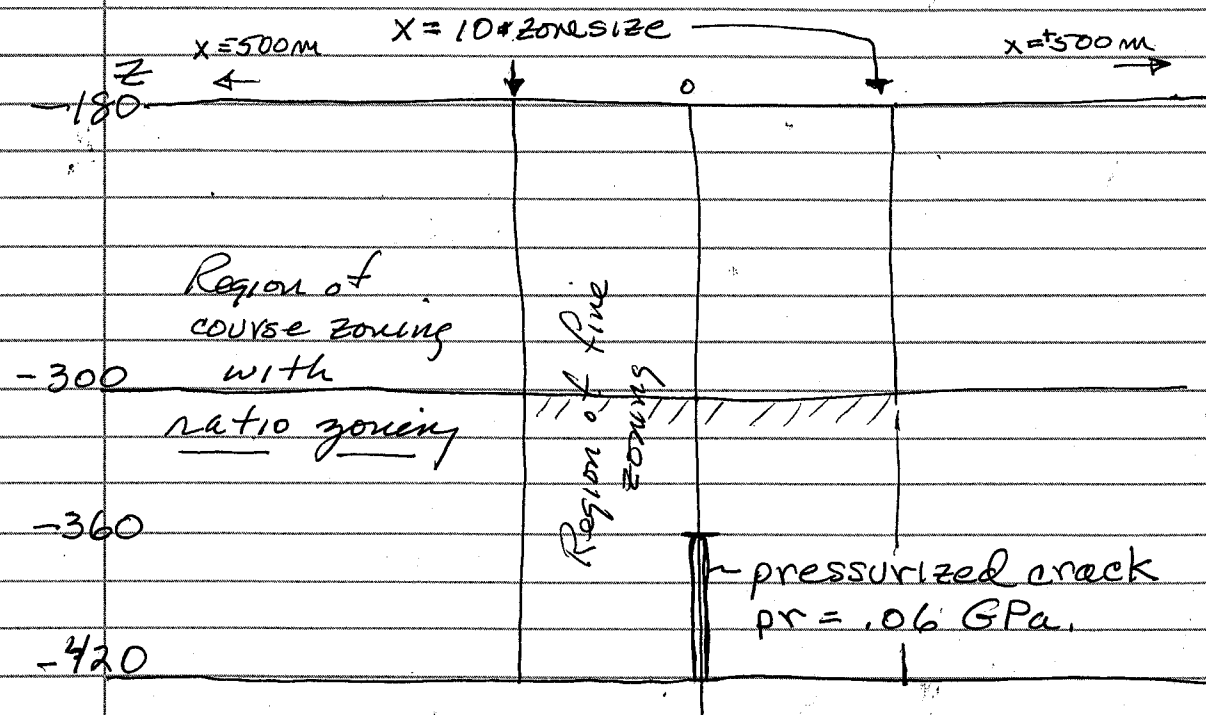 x = 10*zonesize
x=-500m
x=+500m
z
0
-180
Region of
course zoning
with
-300
ratio zoning
Region of fine
zoning
-360
pressurized crack
pr = .06 GPa.
-420